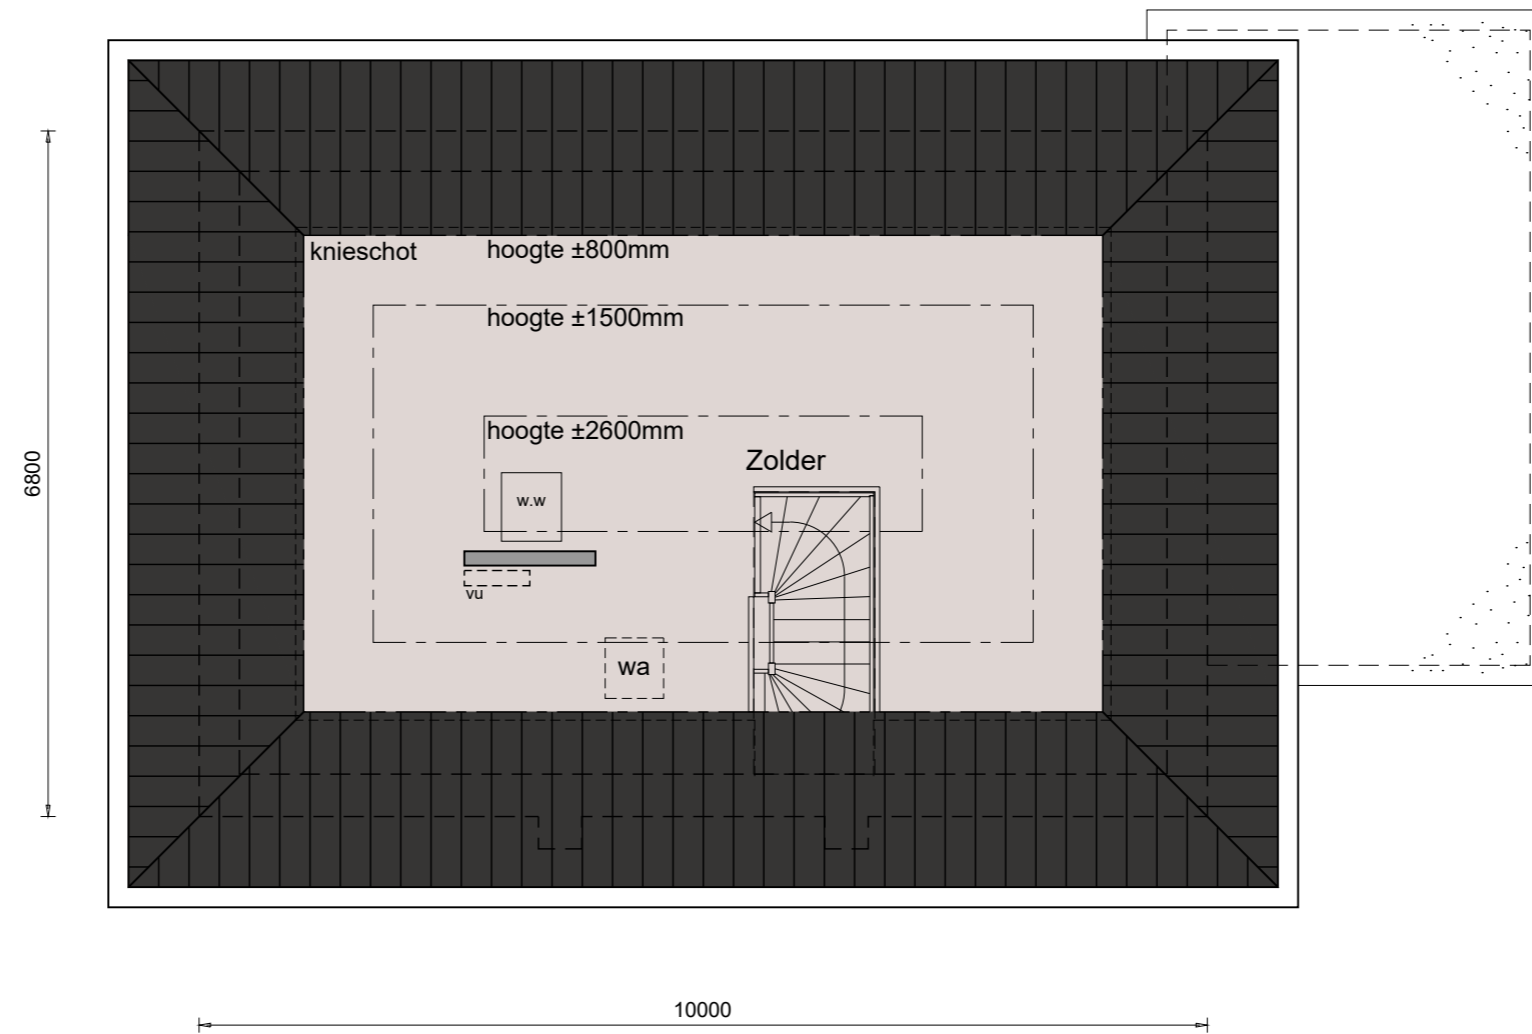 knieschot
hoogte ±800mm
hoogte ±1500mm
hoogte ±2600mm
Zolder
6800
w.w
vu
wa
10000